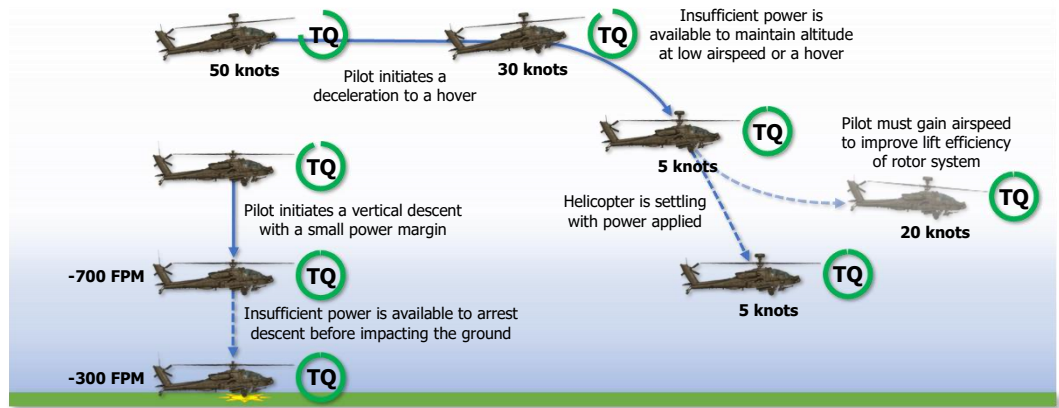 TQ
50 knots
Pilot initiates a
deceleration to a hover
TQ
30 knots
Insufficient power is
available to maintain altitude
at low airspeed or a hover
TQ
5 knots
Pilot must gain airspeed
to improve lift efficiency
of rotor system
TQ
20 knots
Helicopter is settling
with power applied
TQ
5 knots
TQ
Pilot initiates a vertical descent
with a small power margin
-700 FPM
TQ
Insufficient power is available to arrest
descent before impacting the ground
-300 FPM
TQ